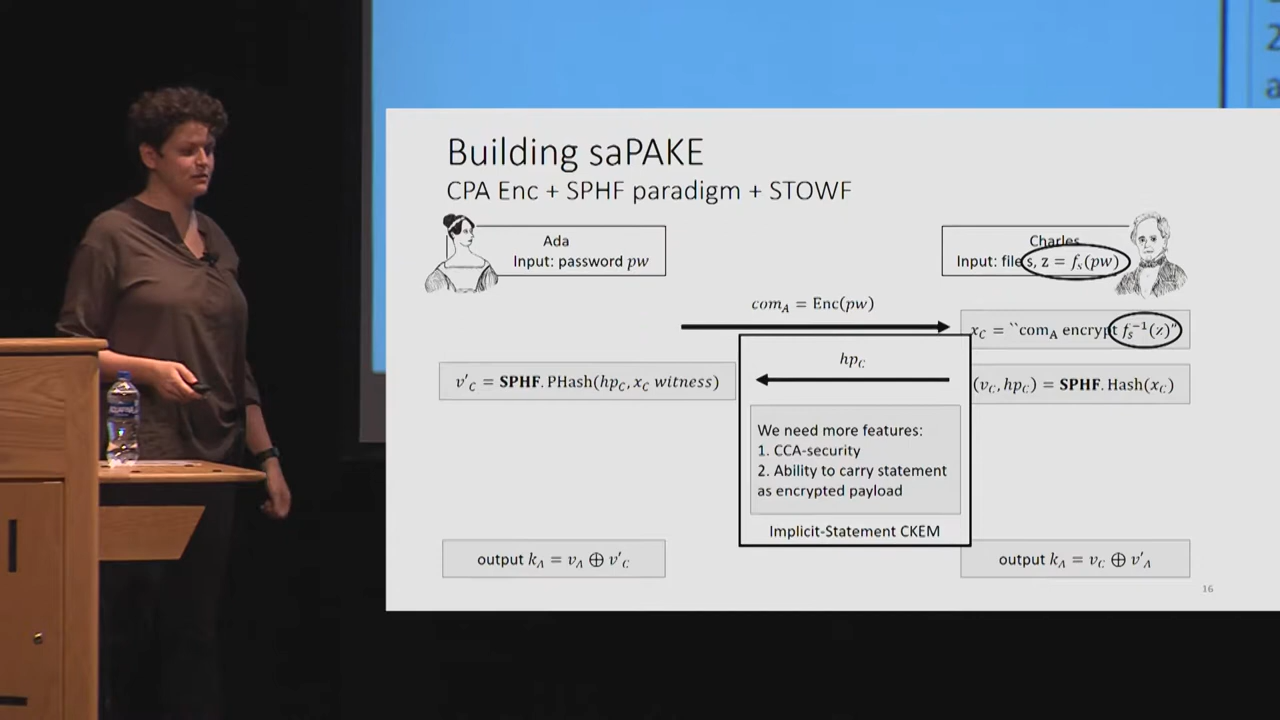 Building saPAKE
CPA Enc + SPHF paradigm + STOWF
Ada
Input: password pw
Charles
Input: file s, z = fₛ(pw)
com_A = Enc(pw)
x_C = ``com_A encrypt fₛ⁻¹(z)"
hp_C
v'_C = SPHF.PHash(hp_C, x_C witness)
(v_C, hp_C) = SPHF.Hash(x_C)
We need more features:
1. CCA-security
2. Ability to carry statement
as encrypted payload
Implicit-Statement CKEM
output k_A = v_A ⊕ v'_C
output k_A = v_C ⊕ v'_A
16
2
a